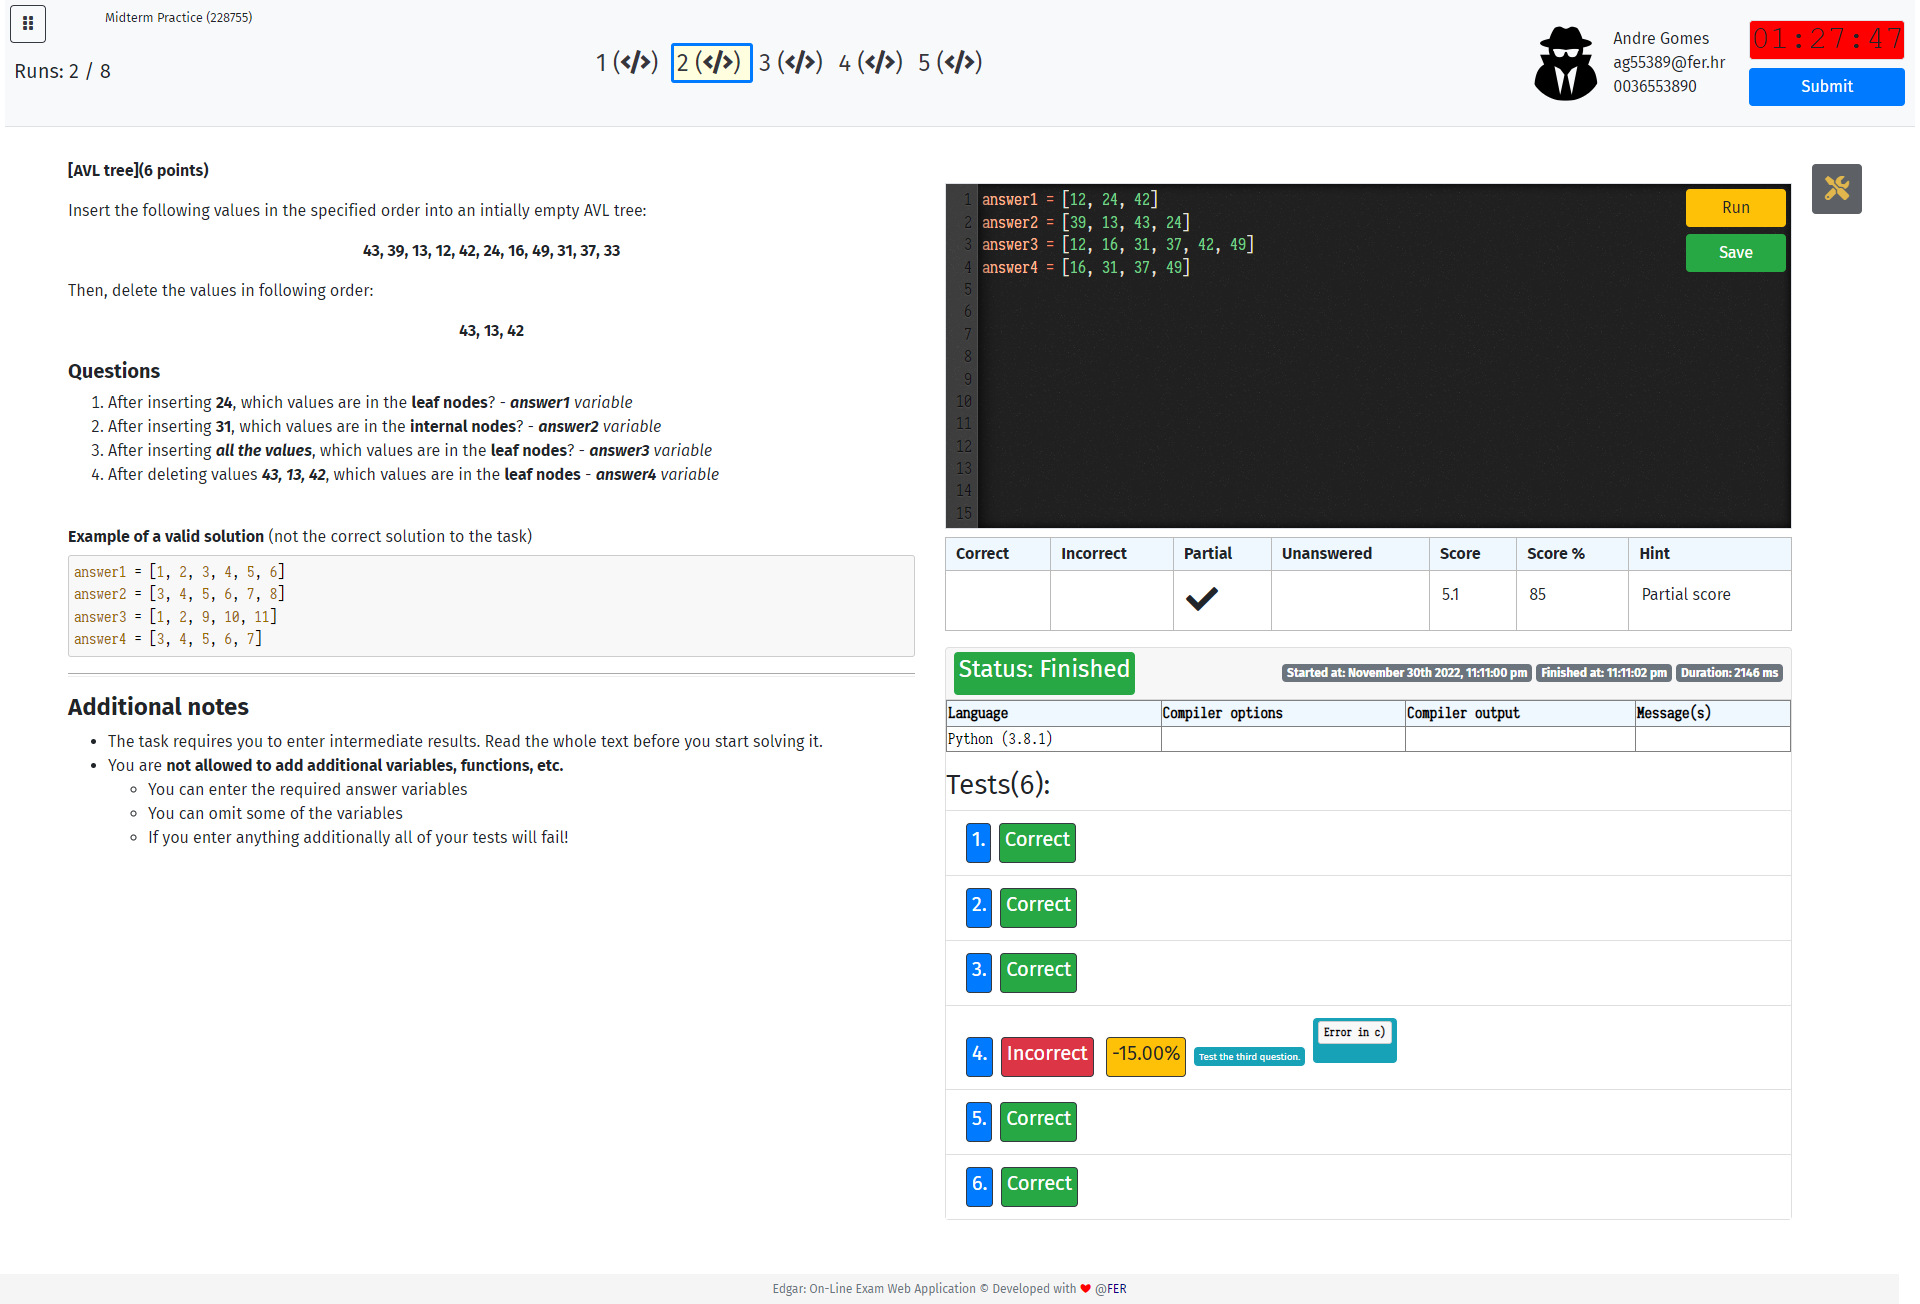 Midterm Practice (228755)
Runs: 2 / 8
1 (</>) 2 (</>) 3 (</>) 4 (</>) 5 (</>)
Andre Gomes
ag55389@fer.hr
0036553890
01:27:47
Submit
[AVL tree](6 points)
Insert the following values in the specified order into an intially empty AVL tree:
43, 39, 13, 12, 42, 24, 16, 49, 31, 37, 33
Then, delete the values in following order:
43, 13, 42
Questions
1. After inserting 24, which values are in the leaf nodes? - answer1 variable
2. After inserting 31, which values are in the internal nodes? - answer2 variable
3. After inserting all the values, which values are in the leaf nodes? - answer3 variable
4. After deleting values 43, 13, 42, which values are in the leaf nodes - answer4 variable
Example of a valid solution (not the correct solution to the task)
answer1 = [1, 2, 3, 4, 5, 6]
answer2 = [3, 4, 5, 6, 7, 8]
answer3 = [1, 2, 9, 10, 11]
answer4 = [3, 4, 5, 6, 7]
Additional notes
• The task requires you to enter intermediate results. Read the whole text before you start solving it.
• You are not allowed to add additional variables, functions, etc.
◦ You can enter the required answer variables
◦ You can omit some of the variables
◦ If you enter anything additionally all of your tests will fail!
1 answer1 = [12, 24, 42]
2 answer2 = [39, 13, 43, 24]
3 answer3 = [12, 16, 31, 37, 42, 49]
4 answer4 = [16, 31, 37, 49]
5
6
7
8
9
10
11
12
13
14
15
Run
Save
Correct Incorrect Partial Unanswered Score Score % Hint
5.1 85 Partial score
Status: Finished
Started at: November 30th 2022, 11:11:00 pm Finished at: 11:11:02 pm Duration: 2146 ms
Language Compiler options Compiler output Message(s)
Python (3.8.1)
Tests(6):
1. Correct
2. Correct
3. Correct
4. Incorrect -15.00% Test the third question. Error in c)
5. Correct
6. Correct
Edgar: On-Line Exam Web Application © Developed with ❤ @FER